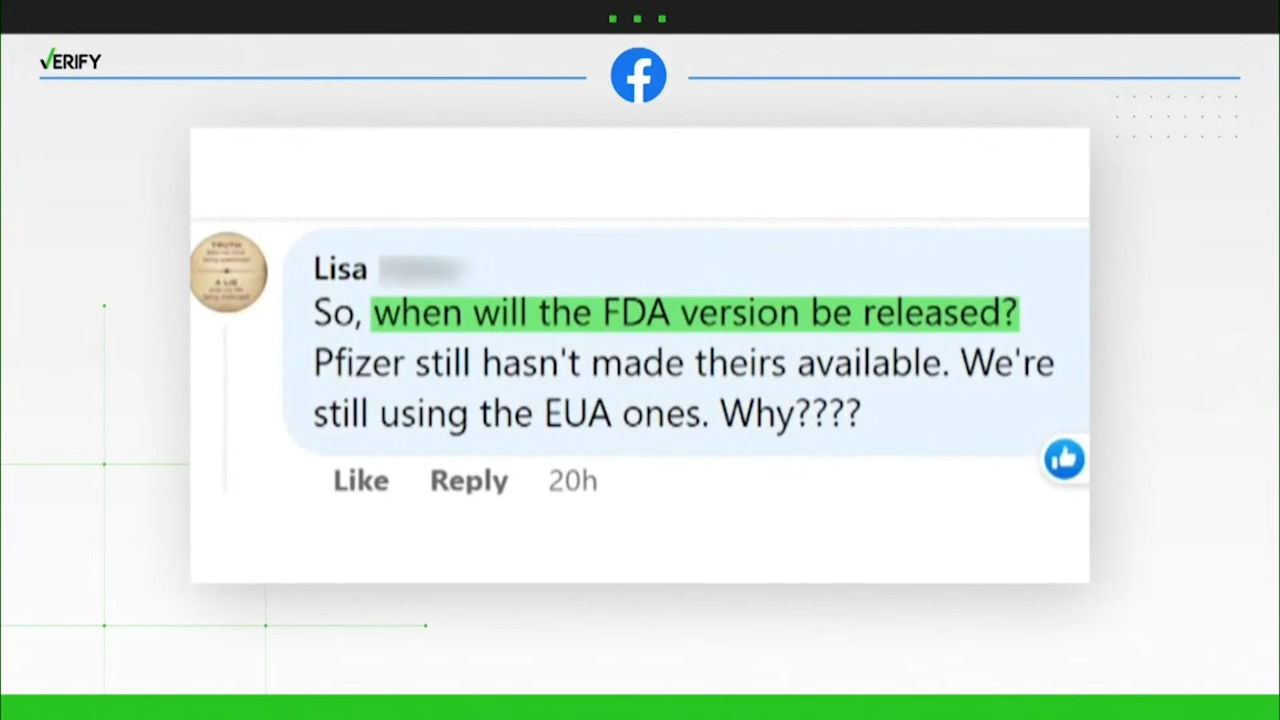 VERIFY
Lisa
So, when will the FDA version be released?
Pfizer still hasn't made theirs available. We're
still using the EUA ones. Why????
Like Reply 20h